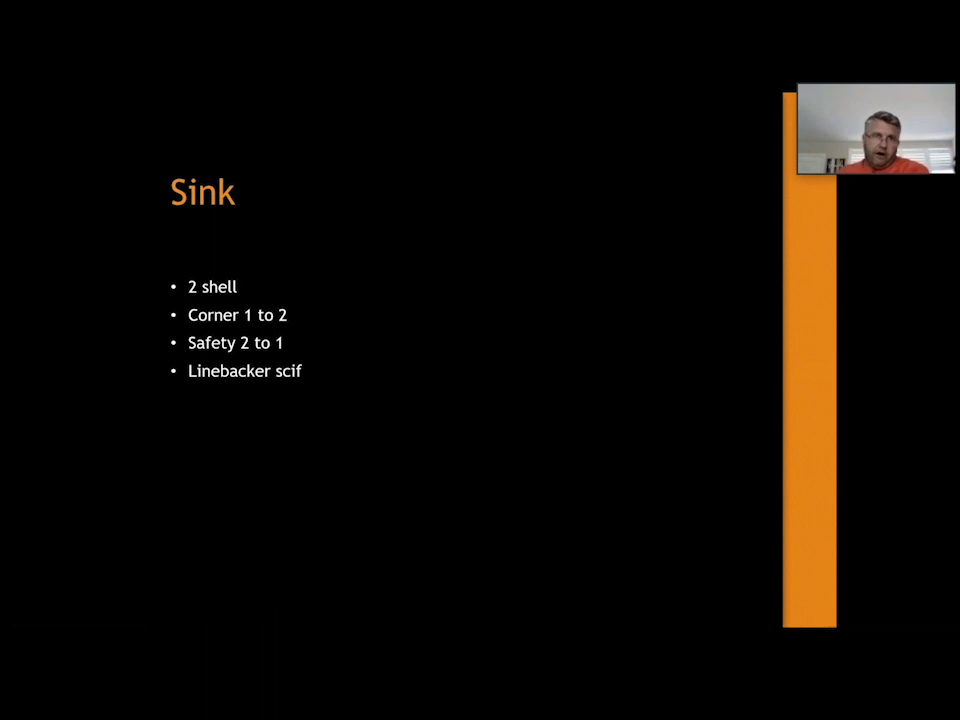 Sink
• 2 shell
• Corner 1 to 2
• Safety 2 to 1
• Linebacker scif